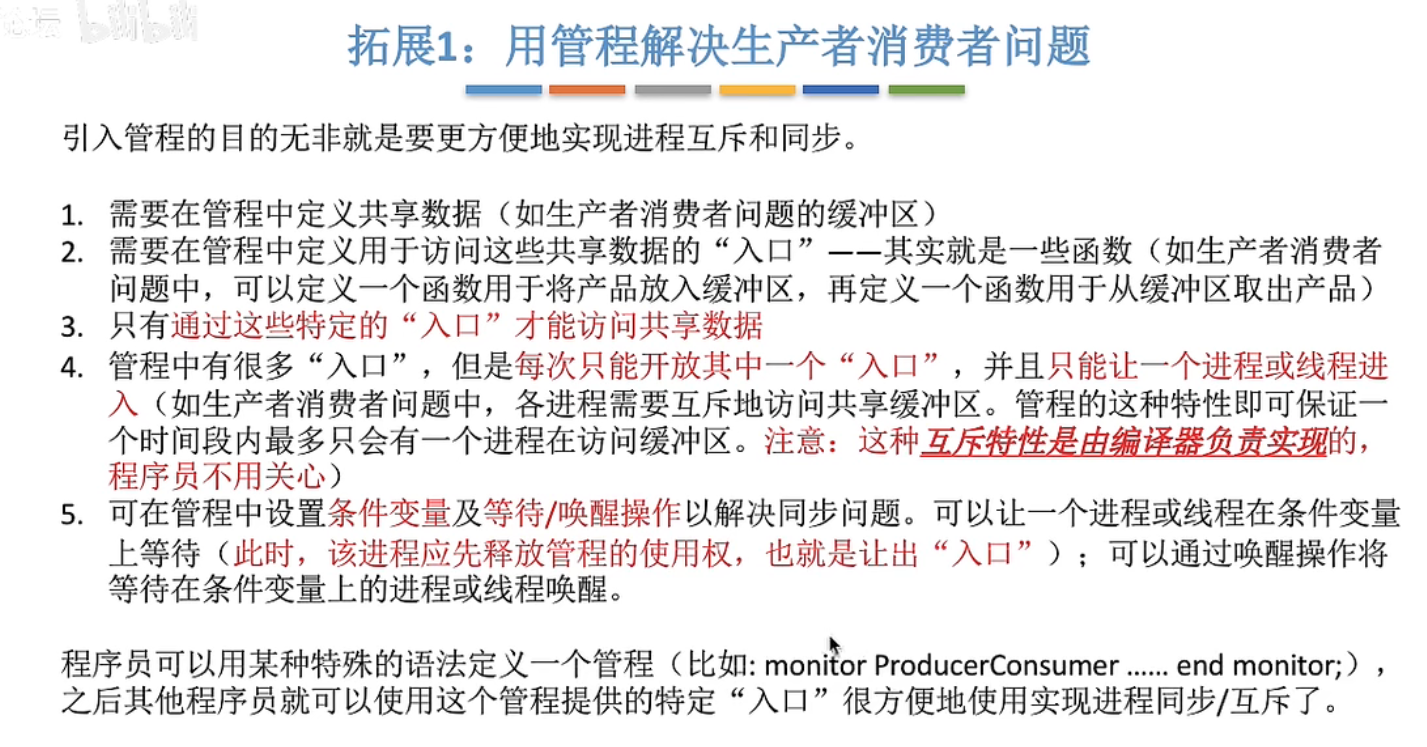 论坛 bilibili
拓展1：用管程解决生产者消费者问题
引入管程的目的无非就是要更方便地实现进程互斥和同步。
1. 需要在管程中定义共享数据（如生产者消费者问题的缓冲区）
2. 需要在管程中定义用于访问这些共享数据的“入口”——其实就是一些函数（如生产者消费者
问题中，可以定义一个函数用于将产品放入缓冲区，再定义一个函数用于从缓冲区取出产品）
3. 只有通过这些特定的“入口”才能访问共享数据
4. 管程中有很多“入口”，但是每次只能开放其中一个“入口”，并且只能让一个进程或线程进
入（如生产者消费者问题中，各进程需要互斥地访问共享缓冲区。管程的这种特性即可保证一
个时间段内最多只会有一个进程在访问缓冲区。注意：这种互斥特性是由编译器负责实现的，
程序员不用关心）
5. 可在管程中设置条件变量及等待/唤醒操作以解决同步问题。可以让一个进程或线程在条件变量
上等待（此时，该进程应先释放管程的使用权，也就是让出“入口”）；可以通过唤醒操作将
等待在条件变量上的进程或线程唤醒。
程序员可以用某种特殊的语法定义一个管程（比如: monitor ProducerConsumer …… end monitor;），
之后其他程序员就可以使用这个管程提供的特定“入口”很方便地使用实现进程同步/互斥了。